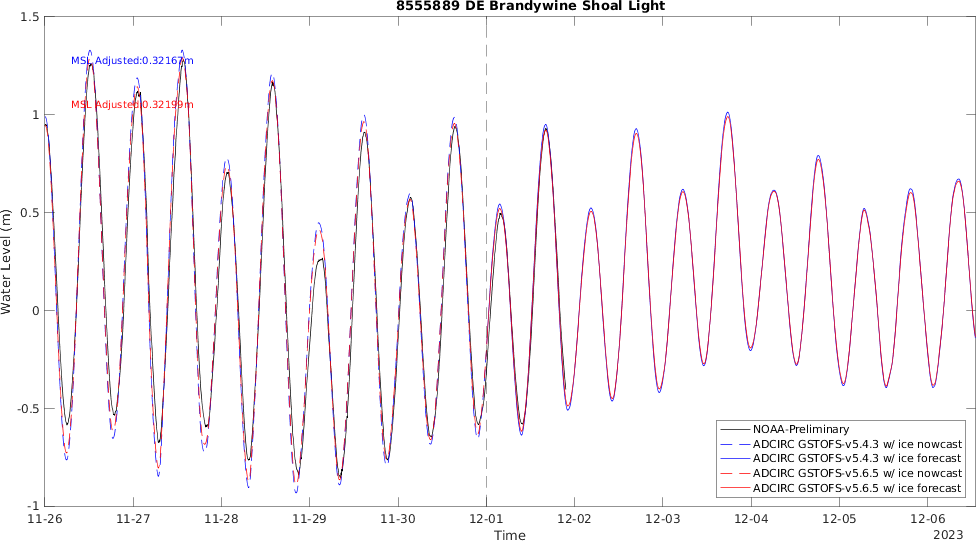 8555889 DE Brandywine Shoal Light
1.5
MSL Adjusted:0.32167m
MSL Adjusted:0.32199m
1
0.5
0
-0.5
-1
Water Level (m)
NOAA-Preliminary
ADCIRC GSTOFS-v5.4.3 w/ ice nowcast
ADCIRC GSTOFS-v5.4.3 w/ ice forecast
ADCIRC GSTOFS-v5.6.5 w/ ice nowcast
ADCIRC GSTOFS-v5.6.5 w/ ice forecast
11-26 11-27 11-28 11-29 11-30 12-01 12-02 12-03 12-04 12-05 12-06
Time
2023